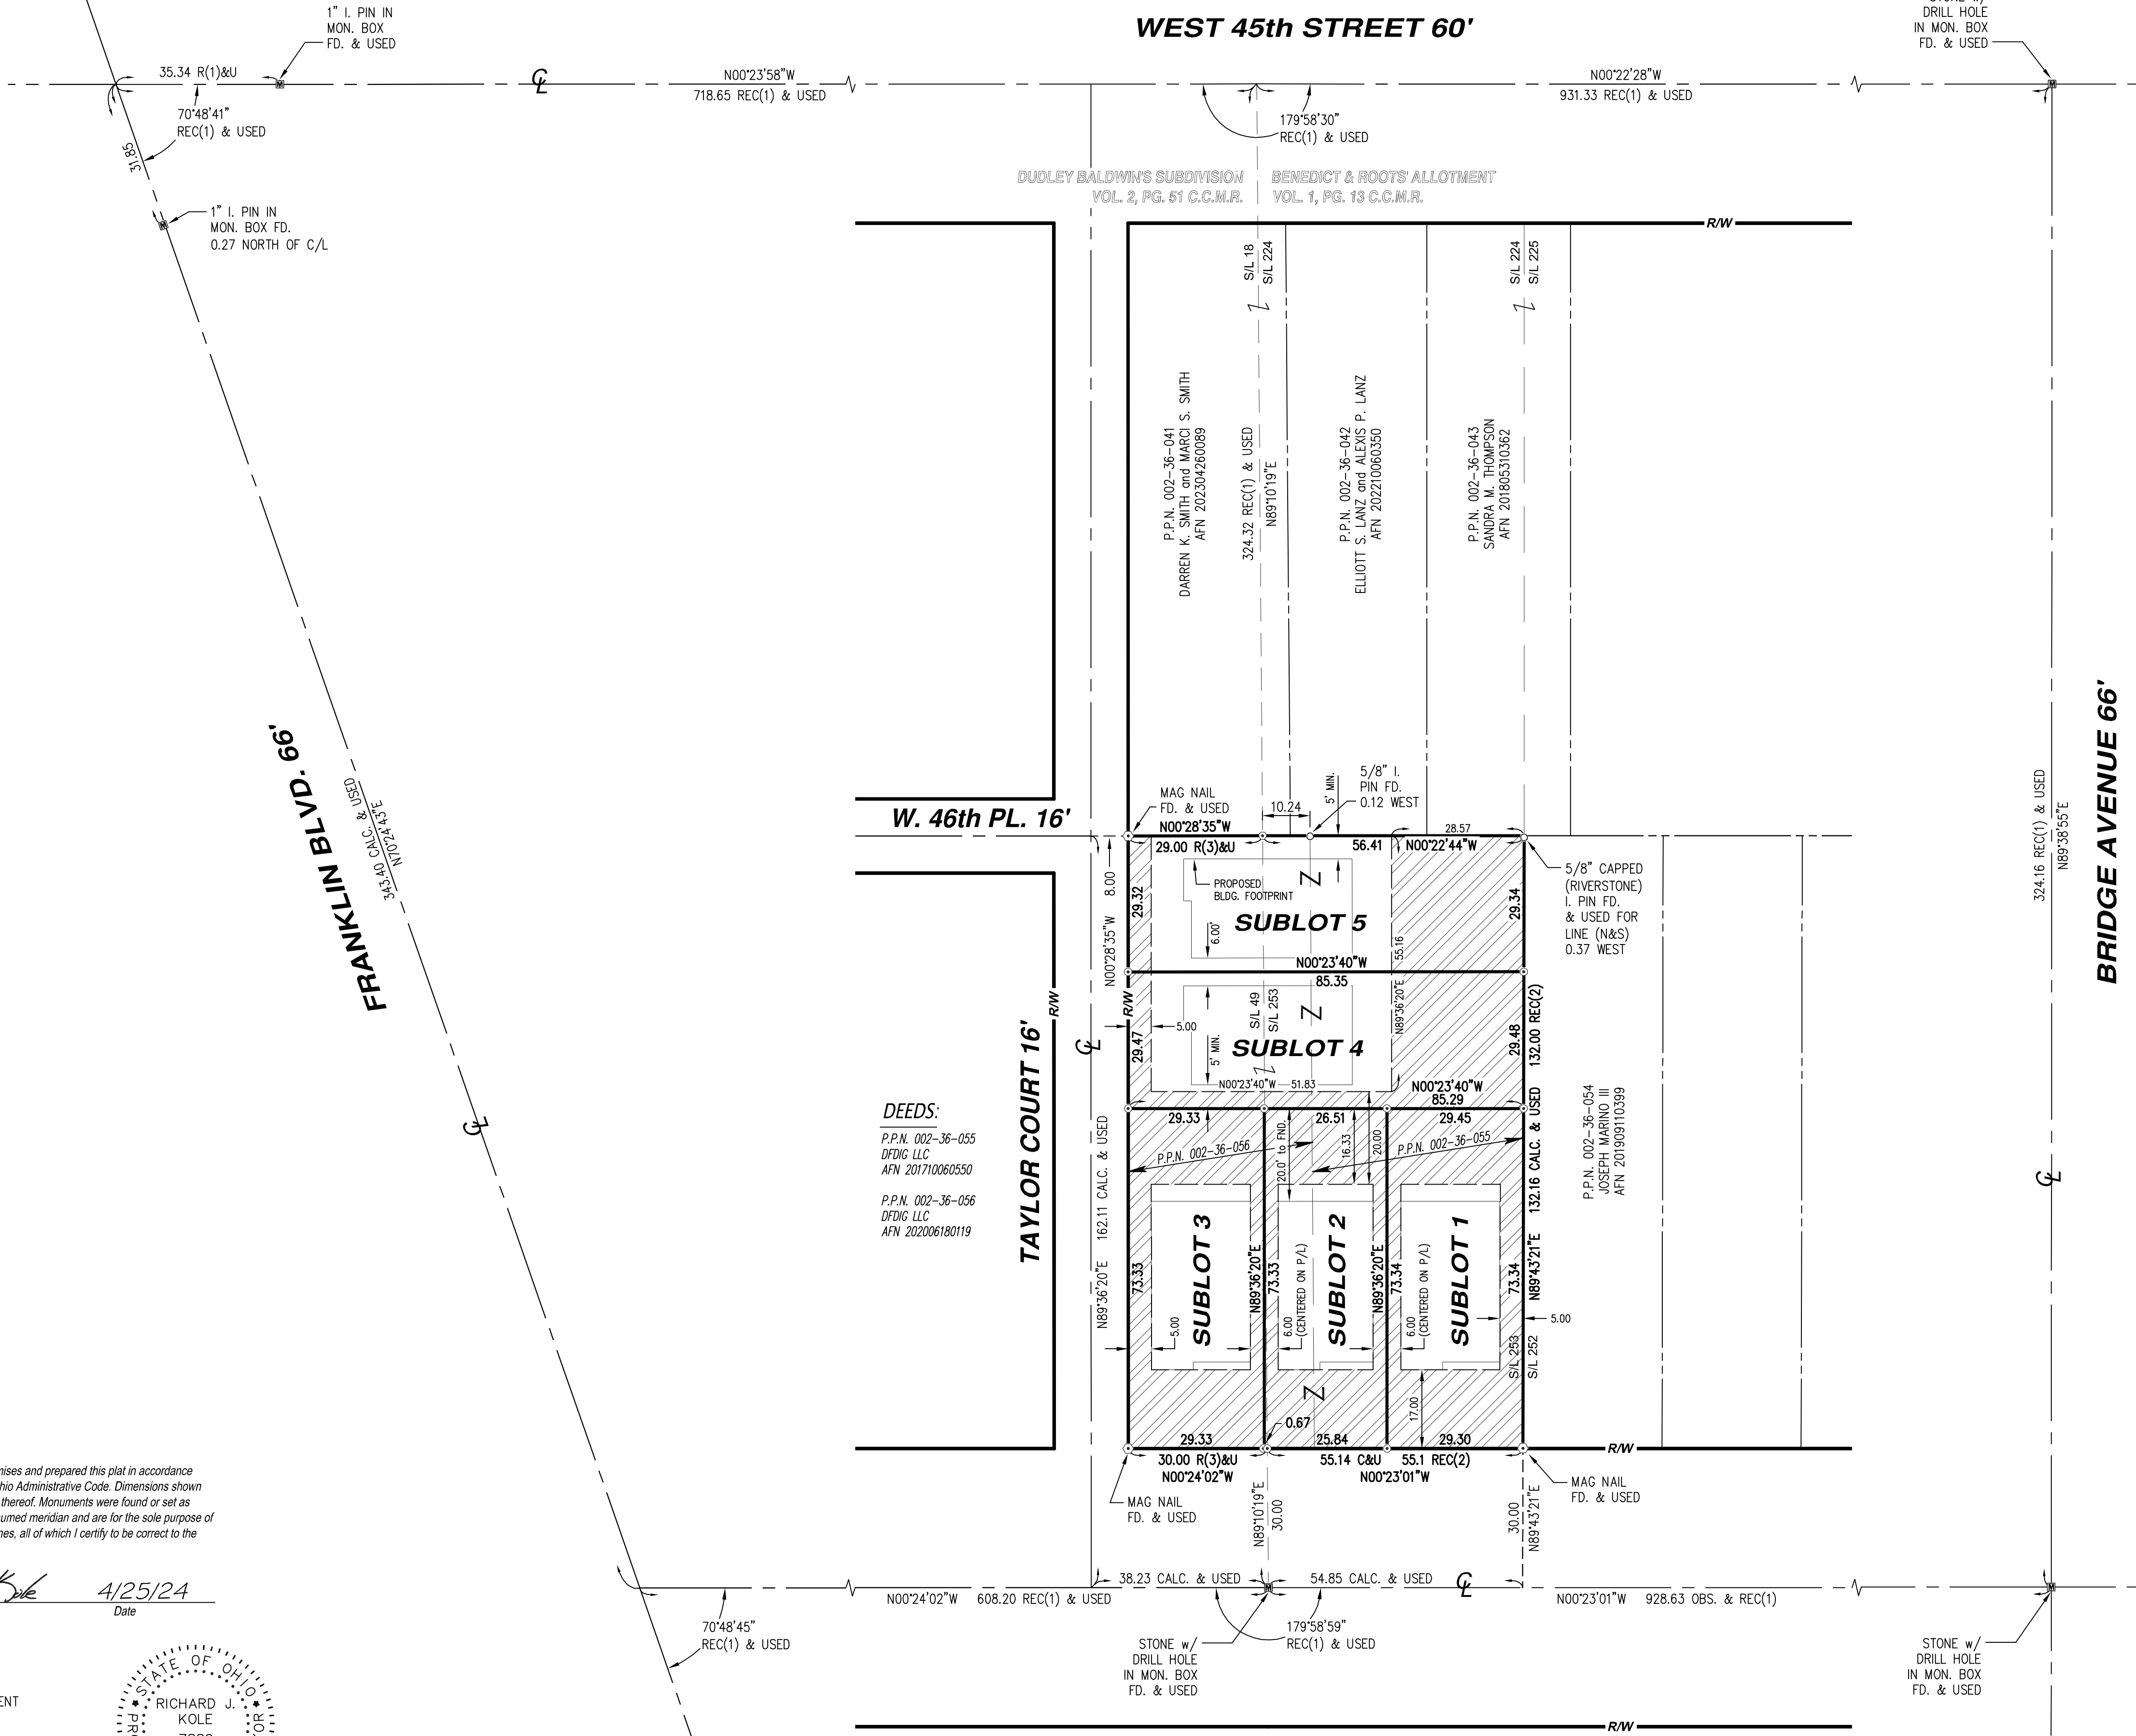 WEST 45th STREET 60'
1" I. PIN IN
MON. BOX
FD. & USED
DRILL HOLE
IN MON. BOX
FD. & USED
35.34 R(1)&U
℄
N00°23'58"W
718.65 REC(1) & USED
N00°22'28"W
931.33 REC(1) & USED
70°48'41"
REC(1) & USED
31.85
179°58'30"
REC(1) & USED
DUDLEY BALDWIN'S SUBDIVISION
VOL. 2, PG. 51 C.C.M.R.
BENEDICT & ROOTS' ALLOTMENT
VOL. 1, PG. 13 C.C.M.R.
1" I. PIN IN
MON. BOX FD.
0.27 NORTH OF C/L
R/W
S/L 18
S/L 224
S/L 224
S/L 225
P.P.N. 002-36-041
DARREN K. SMITH and MARCI S. SMITH
AFN 202304260089
324.32 REC(1) & USED
N89°10'19"E
P.P.N. 002-36-042
ELLIOTT S. LANZ and ALEXIS P. LANZ
AFN 202210060350
P.P.N. 002-36-043
SANDRA M. THOMPSON
AFN 201805310362
FRANKLIN BLVD. 66'
343.40 CALC. & USED
N70°24'43"E
℄
BRIDGE AVENUE 66'
324.16 REC(1) & USED
N89°38'55"E
℄
W. 46th PL. 16'
MAG NAIL
FD. & USED
10.24
5' MIN.
5/8" I.
PIN FD.
0.12 WEST
N00°28'35"W
29.00 R(3)&U
56.41
28.57
N00°22'44"W
5/8" CAPPED
(RIVERSTONE)
I. PIN FD.
& USED FOR
LINE (N&S)
0.37 WEST
N00°28'35"W 8.00
29.32
PROPOSED
BLDG. FOOTPRINT
SUBLOT 5
6.00'
29.34
N89°36'20"E 55.16
N00°23'40"W
85.35
R/W
R/W
29.47
5.00
S/L 49
S/L 253
5' MIN.
SUBLOT 4
29.48
N00°23'40"W 51.83
N00°23'40"W
85.29
℄
TAYLOR COURT 16'
N89°36'20"E 162.11 CALC. & USED
N89°43'21"E 132.16 CALC. & USED 132.00 REC(2)
P.P.N. 002-36-054
JOSEPH MARINO III
AFN 201909110399
DEEDS:
P.P.N. 002-36-055
DFDIG LLC
AFN 201710060550
P.P.N. 002-36-056
DFDIG LLC
AFN 202006180119
29.33
26.51
29.45
P.P.N. 002-36-056
20.0' to FND.
16.33
20.00
P.P.N. 002-36-055
73.33
5.00
SUBLOT 3
N89°36'20"E
73.33
6.00
(CENTERED ON P/L)
SUBLOT 2
N89°36'20"E
73.34
6.00
(CENTERED ON P/L)
SUBLOT 1
73.34
5.00
S/L 253
S/L 252
17.00
0.67
29.33
25.84
29.30
R/W
30.00 R(3)&U
N00°24'02"W
55.14 C&U
55.1 REC(2)
N00°23'01"W
MAG NAIL
FD. & USED
MAG NAIL
FD. & USED
N89°10'19"E
30.00
30.00
N89°43'21"E
38.23 CALC. & USED
54.85 CALC. & USED
℄
N00°24'02"W 608.20 REC(1) & USED
N00°23'01"W 928.63 OBS. & REC(1)
70°48'45"
REC(1) & USED
179°58'59"
REC(1) & USED
STONE w/
DRILL HOLE
IN MON. BOX
FD. & USED
STONE w/
DRILL HOLE
IN MON. BOX
FD. & USED
R/W
mises and prepared this plat in accordance
hio Administrative Code. Dimensions shown
thereof. Monuments were found or set as
sumed meridian and are for the sole purpose of
nes, all of which I certify to be correct to the
4/25/24
Date
STATE OF OHIO
RICHARD J.
KOLE
ENT